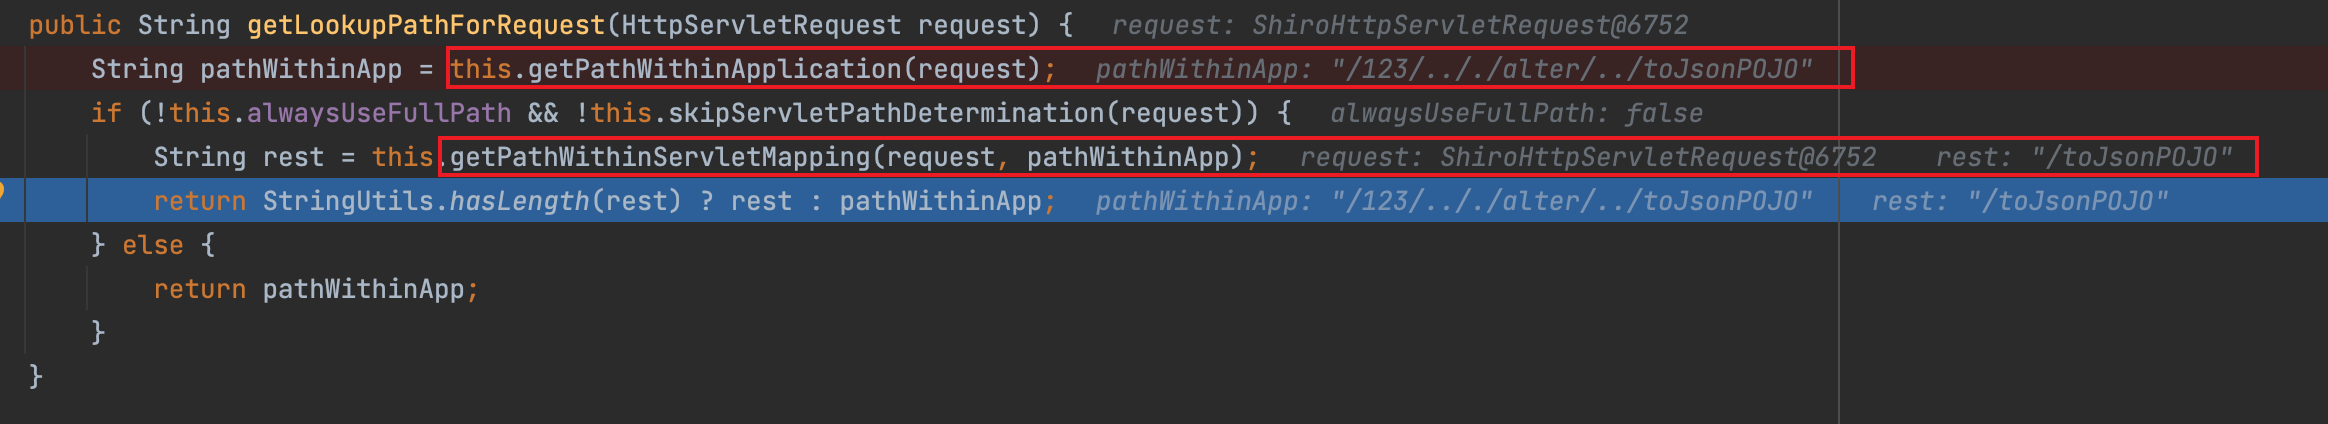 public String getLookupPathForRequest(HttpServletRequest request) {  request: ShiroHttpServletRequest@6752
String pathWithinApp = this.getPathWithinApplication(request);  pathWithinApp: "/123/../../alter/../toJsonPOJO"
if (!this.alwaysUseFullPath && !this.skipServletPathDetermination(request)) {  alwaysUseFullPath: false
String rest = this.getPathWithinServletMapping(request, pathWithinApp);  request: ShiroHttpServletRequest@6752  rest: "/toJsonPOJO"
return StringUtils.hasLength(rest) ? rest : pathWithinApp;  pathWithinApp: "/123/.././alter/../toJsonPOJO"  rest: "/toJsonPOJO"
} else {
return pathWithinApp;
}
}